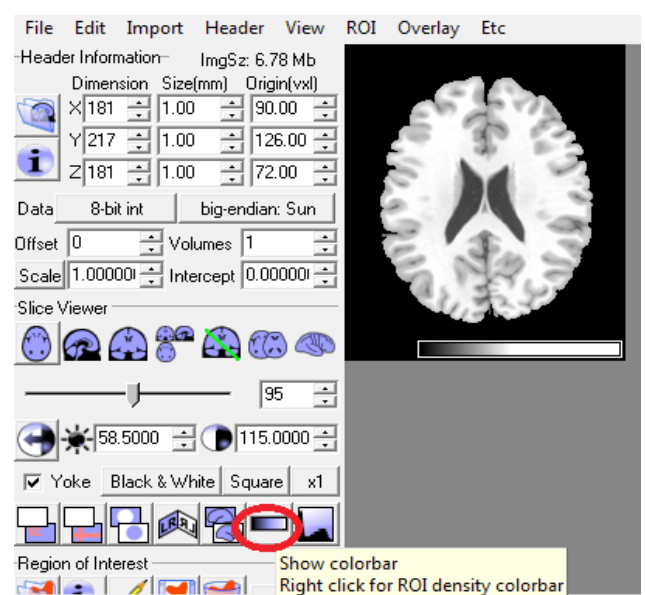 File Edit Import Header View ROI Overlay Etc
Header Information ImgSz: 6.78 Mb
Dimension Size(mm) Origin(vxl)
X 181 1.00 90.00
Y 217 1.00 126.00
Z 181 1.00 72.00
Data 8-bit int big-endian: Sun
Offset 0 Volumes 1
Scale 1.00000 Intercept 0.00000
Slice Viewer
95
58.5000 115.0000
Yoke Black & White Square x1
Region of Interest
Show colorbar
Right click for ROI density colorbar